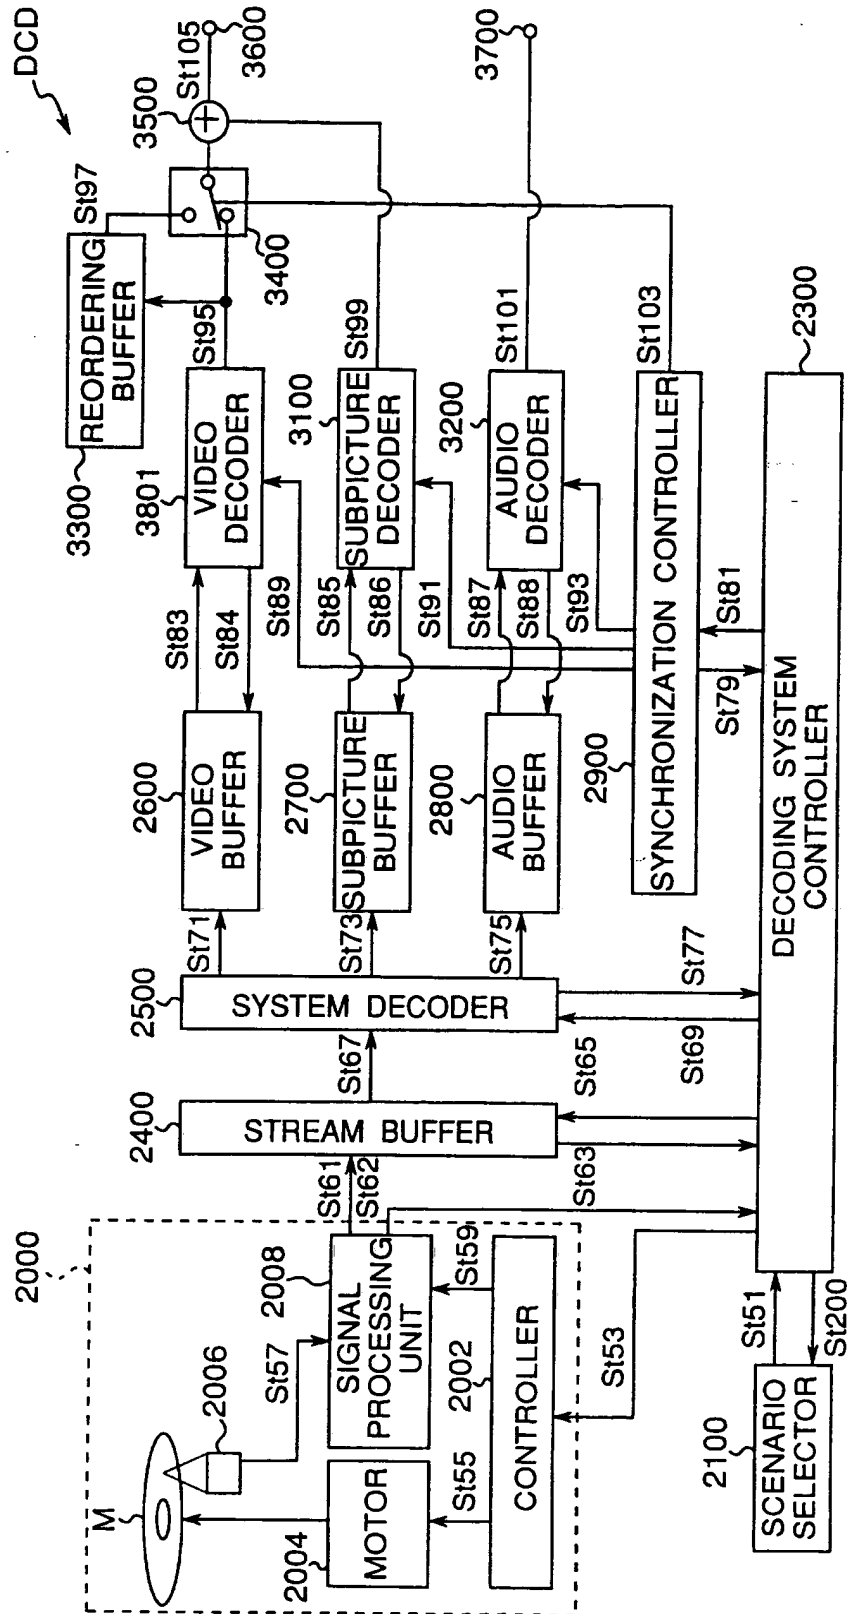 DCD
2000
M
2006
2004
MOTOR
St57
2008
SIGNAL
PROCESSING
UNIT
St55
St59
2002
CONTROLLER
St53
St61
St62
2400
STREAM BUFFER
St63
St65
St67
2500
SYSTEM DECODER
St69
St77
St71
St73
St75
2600
VIDEO
BUFFER
2700
SUBPICTURE
BUFFER
2800
AUDIO
BUFFER
St83
St84
St89
St85
St86
St91
St87
St88
St93
3300
REORDERING
BUFFER
St97
3801
VIDEO
DECODER
St95
3100
SUBPICTURE
DECODER
St99
3200
AUDIO
DECODER
St101
3400
3500
St105
3600
3700
2900
SYNCHRONIZATION CONTROLLER
St103
St79
St81
2300
DECODING SYSTEM
CONTROLLER
2100
SCENARIO
SELECTOR
St51
St200